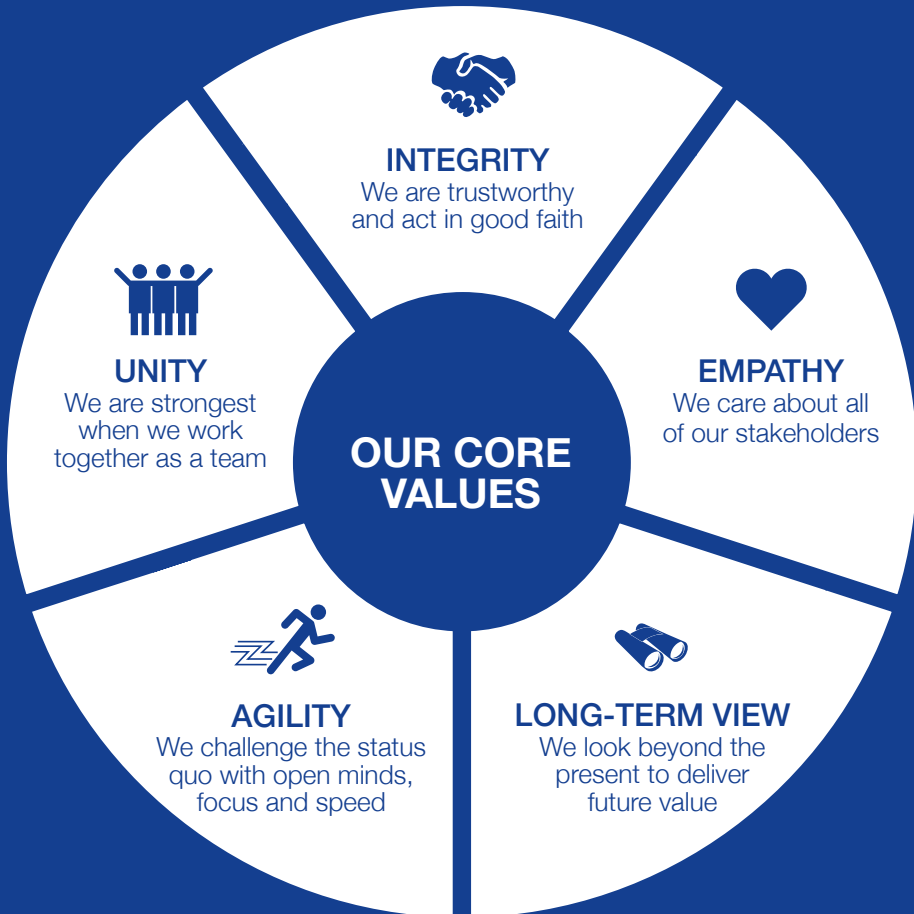 INTEGRITY
We are trustworthy
and act in good faith
EMPATHY
We care about all
of our stakeholders
LONG-TERM VIEW
We look beyond the
present to deliver
future value
AGILITY
We challenge the status
quo with open minds,
focus and speed
UNITY
We are strongest
when we work
together as a team
OUR CORE
VALUES